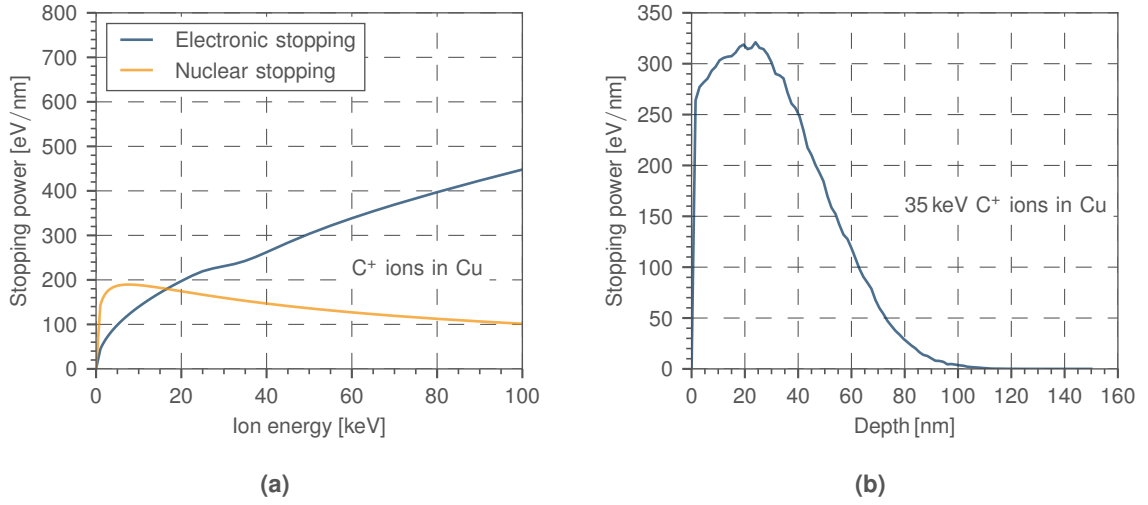 800
700
600
500
400
300
200
100
0
Stopping power [eV/nm]
Electronic stopping
Nuclear stopping
C⁺ ions in Cu
0 20 40 60 80 100
Ion energy [keV]
(a)
350
300
250
200
150
100
50
0
Stopping power [eV/nm]
35 keV C⁺ ions in Cu
0 20 40 60 80 100 120 140 160
Depth [nm]
(b)